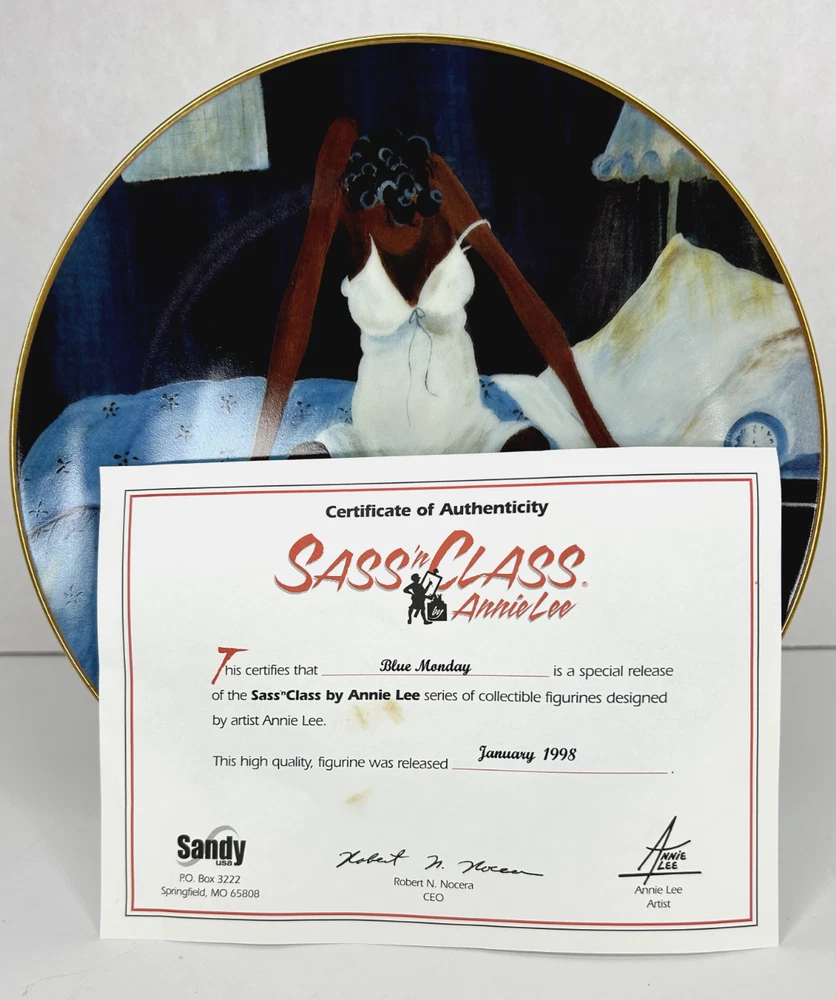 Certificate of Authenticity
SASS'n CLASS®
by Annie Lee
This certifies that Blue Monday is a special release
of the Sass'n Class by Annie Lee series of collectible figurines designed
by artist Annie Lee.
This high quality, figurine was released January 1998.
Sandy
usa
P.O. Box 3222
Springfield, MO 65808
Robert N. Nocera
Robert N. Nocera
CEO
ANNIE
LEE
Annie Lee
Artist